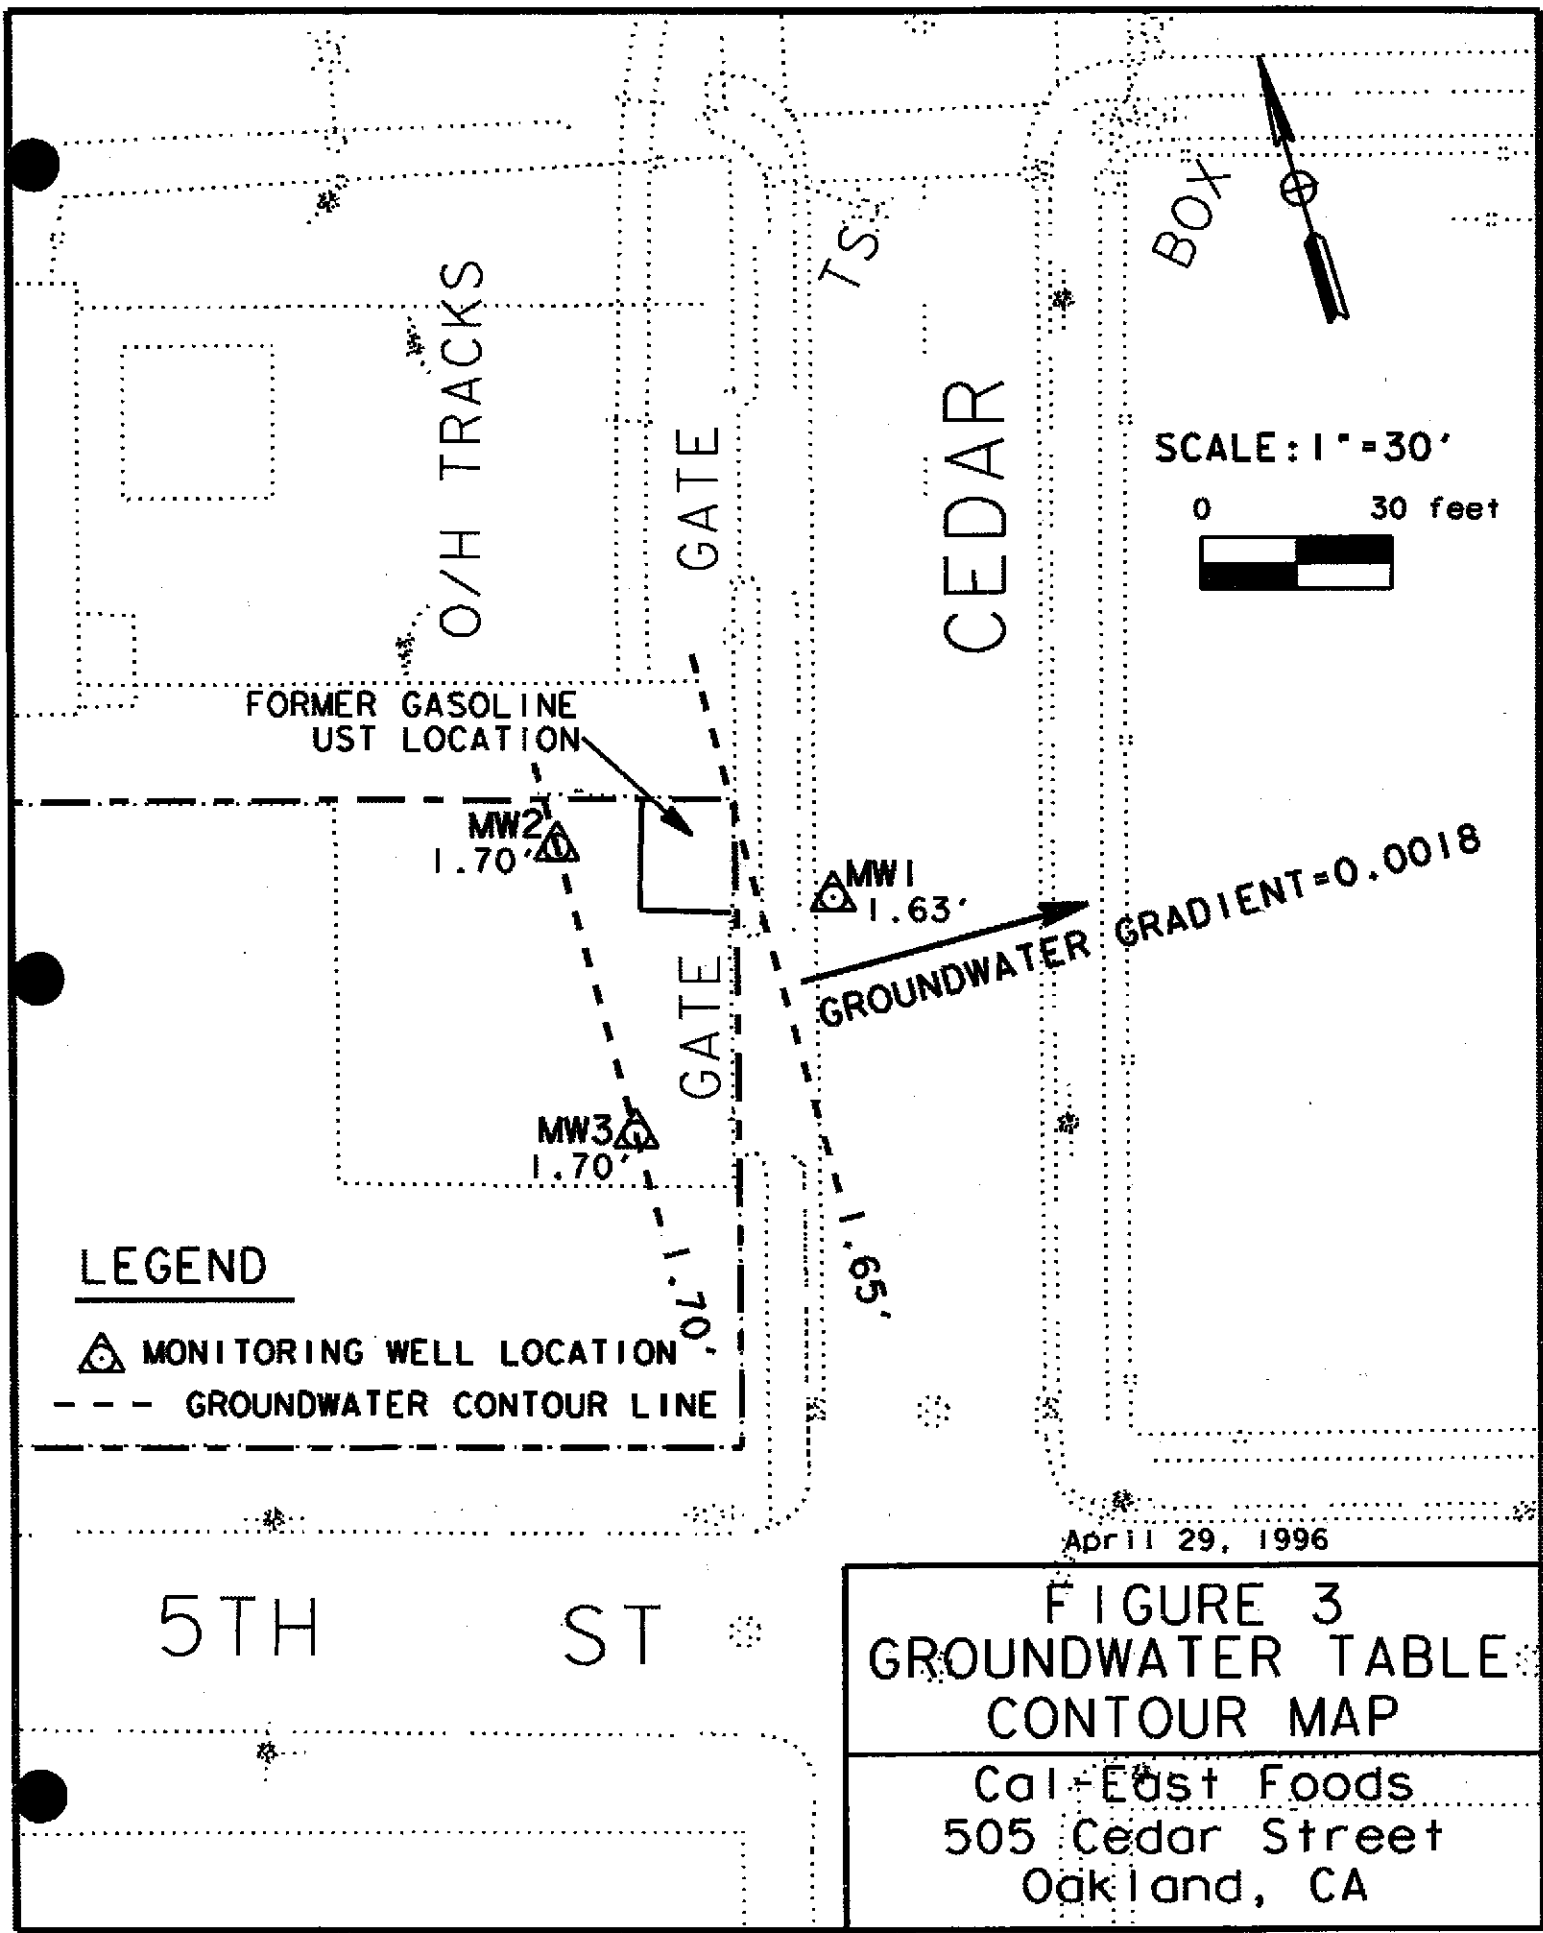 TS
BOX
O/H TRACKS
GATE
CEDAR
SCALE: 1"=30'
0 30 feet
FORMER GASOLINE
UST LOCATION
MW2
1.70'
MW1
1.63'
GROUNDWATER GRADIENT=0.0018
GATE
MW3
1.70'
1.70'
1.65'
LEGEND
MONITORING WELL LOCATION
GROUNDWATER CONTOUR LINE
5TH ST
April 29, 1996
FIGURE 3
GROUNDWATER TABLE
CONTOUR MAP
Cal-East Foods
505 Cedar Street
Oakland, CA